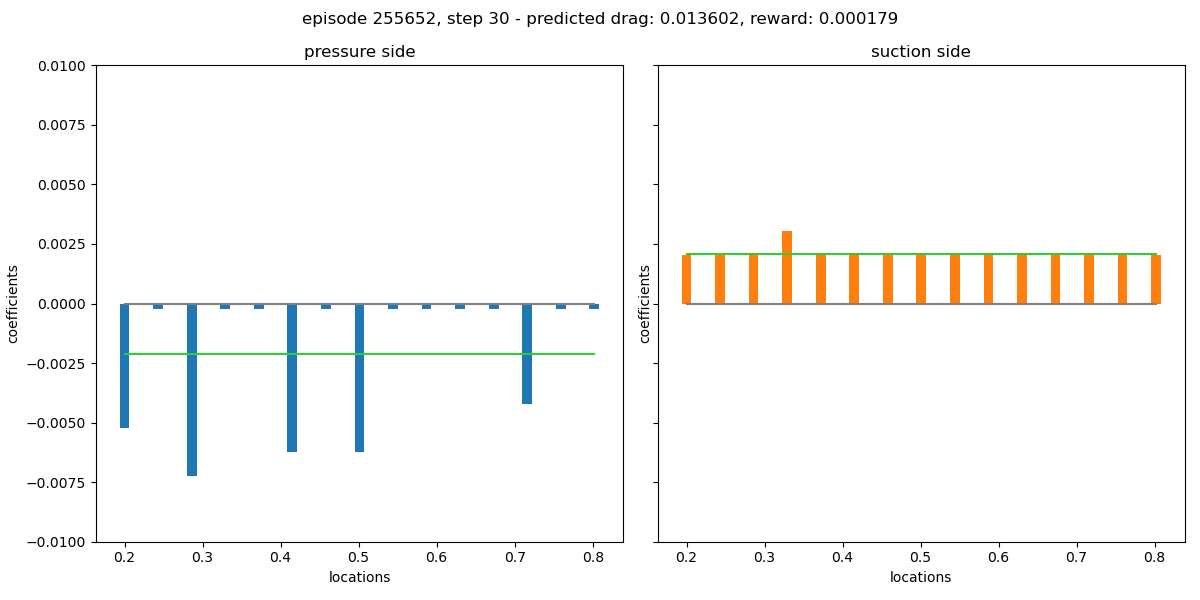 episode 255652, step 30 - predicted drag: 0.013602, reward: 0.000179
pressure side
suction side
0.0100
0.0075
0.0050
0.0025
0.0000
−0.0025
−0.0050
−0.0075
−0.0100
coefficients
coefficients
0.2 0.3 0.4 0.5 0.6 0.7 0.8
0.2 0.3 0.4 0.5 0.6 0.7 0.8
locations
locations